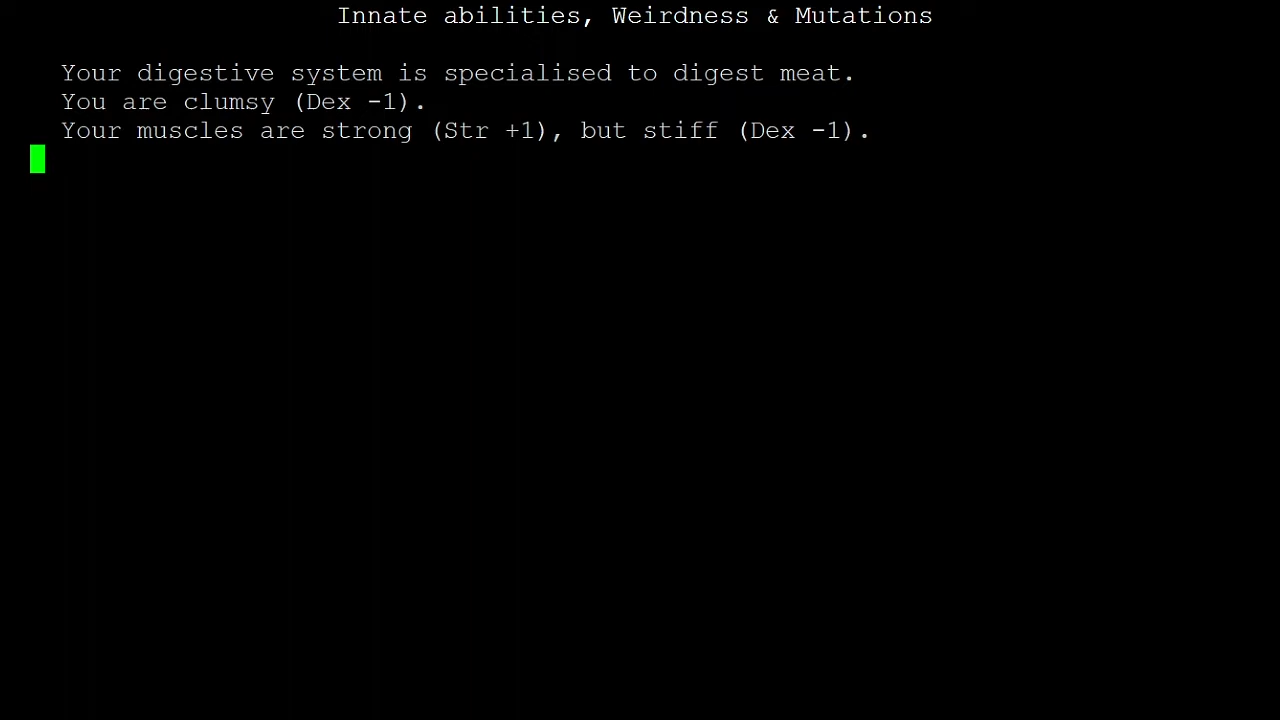 Innate abilities, Weirdness & Mutations
Your digestive system is specialised to digest meat.
You are clumsy (Dex -1).
Your muscles are strong (Str +1), but stiff (Dex -1).